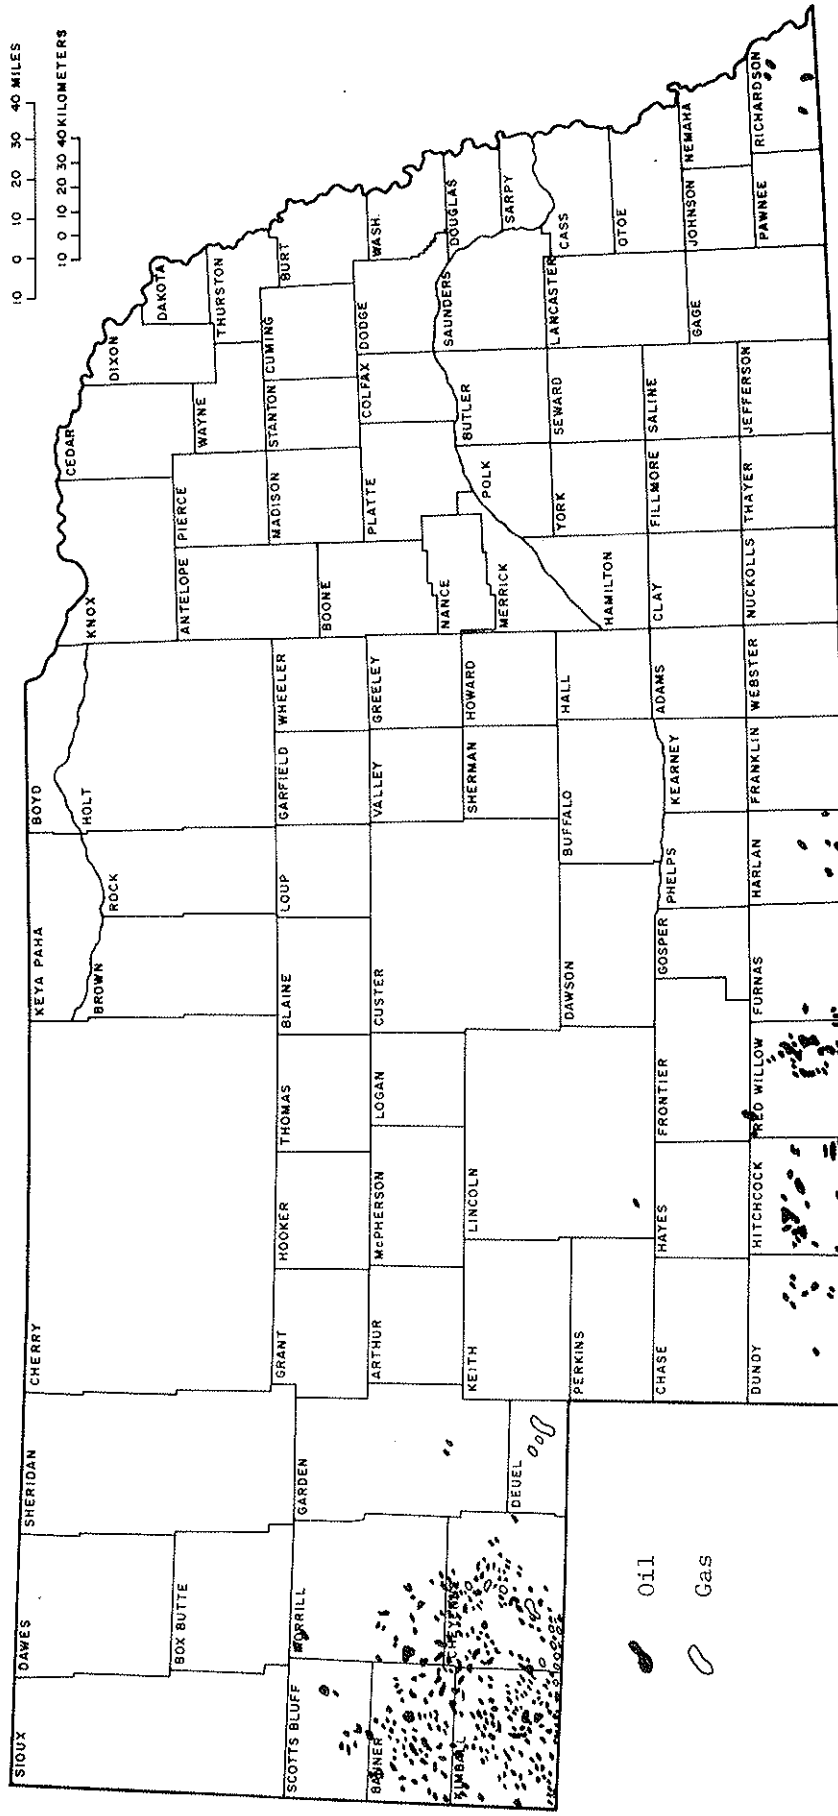 10 0 10 20 30 40 MILES
10 0 10 20 30 40 KILOMETERS
SIOUX
DAWES
SHERIDAN
CHERRY
KEYA PAHA
BOYD
BROWN
ROCK
HOLT
KNOX
CEDAR
DIXON
DAKOTA
BOX BUTTE
ANTELOPE
PIERCE
WAYNE
THURSTON
SCOTTS BLUFF
MORRILL
GARDEN
GRANT
HOOKER
THOMAS
BLAINE
LOUP
GARFIELD
WHEELER
BOONE
MADISON
STANTON
CUMING
BURT
BANNER
ARTHUR
McPHERSON
LOGAN
CUSTER
VALLEY
GREELEY
NANCE
PLATTE
COLFAX
DODGE
WASH.
KIMBALL
CHEYENNE
DEUEL
KEITH
LINCOLN
SHERMAN
HOWARD
MERRICK
POLK
BUTLER
SAUNDERS
DOUGLAS
SARPY
PERKINS
DAWSON
BUFFALO
HALL
HAMILTON
YORK
SEWARD
LANCASTER
CASS
OTOE
CHASE
HAYES
FRONTIER
GOSPER
PHELPS
KEARNEY
ADAMS
CLAY
FILLMORE
SALINE
GAGE
JOHNSON
NEMAHA
DUNDY
HITCHCOCK
RED WILLOW
FURNAS
HARLAN
FRANKLIN
WEBSTER
NUCKOLLS
THAYER
JEFFERSON
PAWNEE
RICHARDSON
Oil
Gas